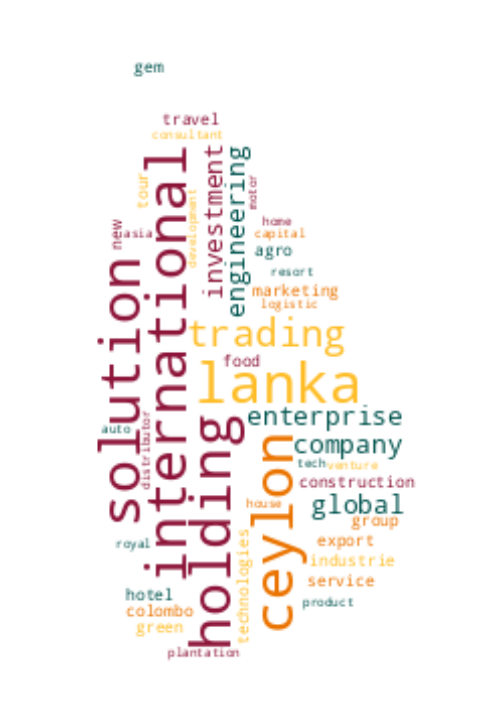 gem
travel
consultant
international
investment
engineering
tour
motor
development
new
asia
home
capital
agro
resort
marketing
logistic
solution
trading
food
lanka
enterprise
holding
distributor
auto
ceylon
company
tech
venture
construction
house
global
group
technologies
export
royal
industrie
service
hotel
product
colombo
green
plantation